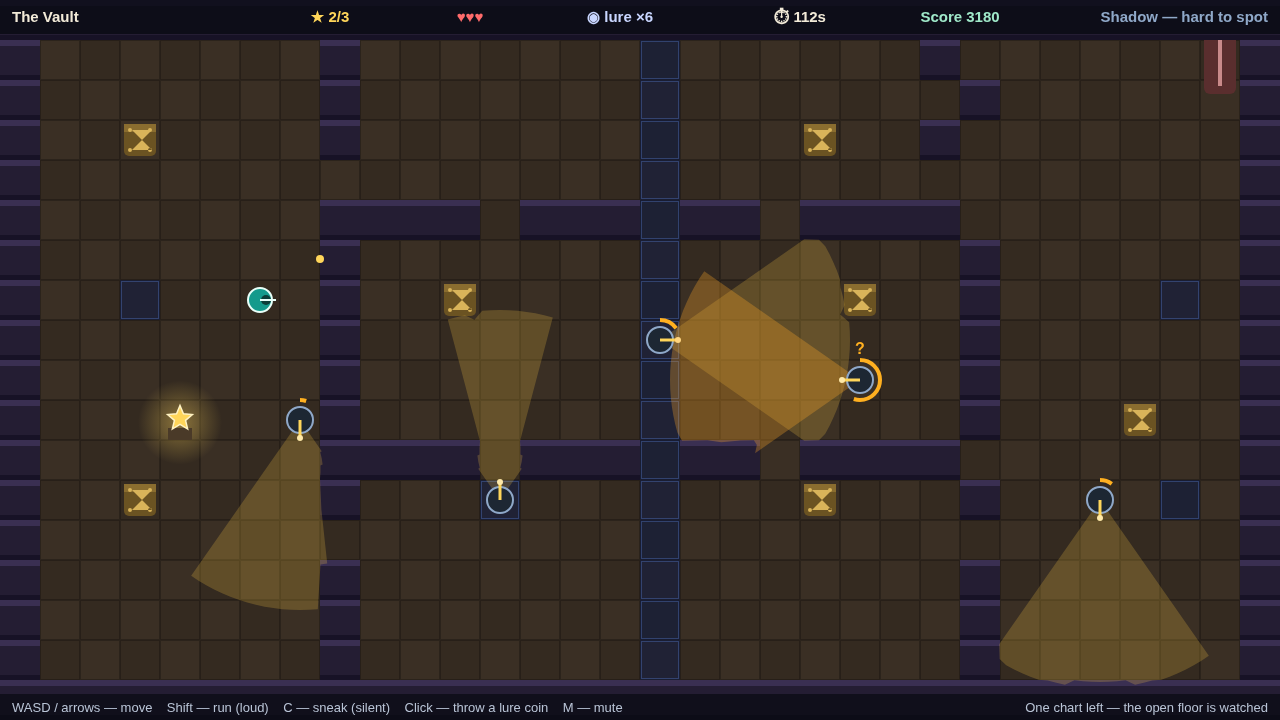 The Vault ★ 2/3 ♥♥♥ ◉ lure ×6 ⏱ 112s Score 3180 Shadow — hard to spot
?
WASD / arrows — move Shift — run (loud) C — sneak (silent) Click — throw a lure coin M — mute One chart left — the open floor is watched